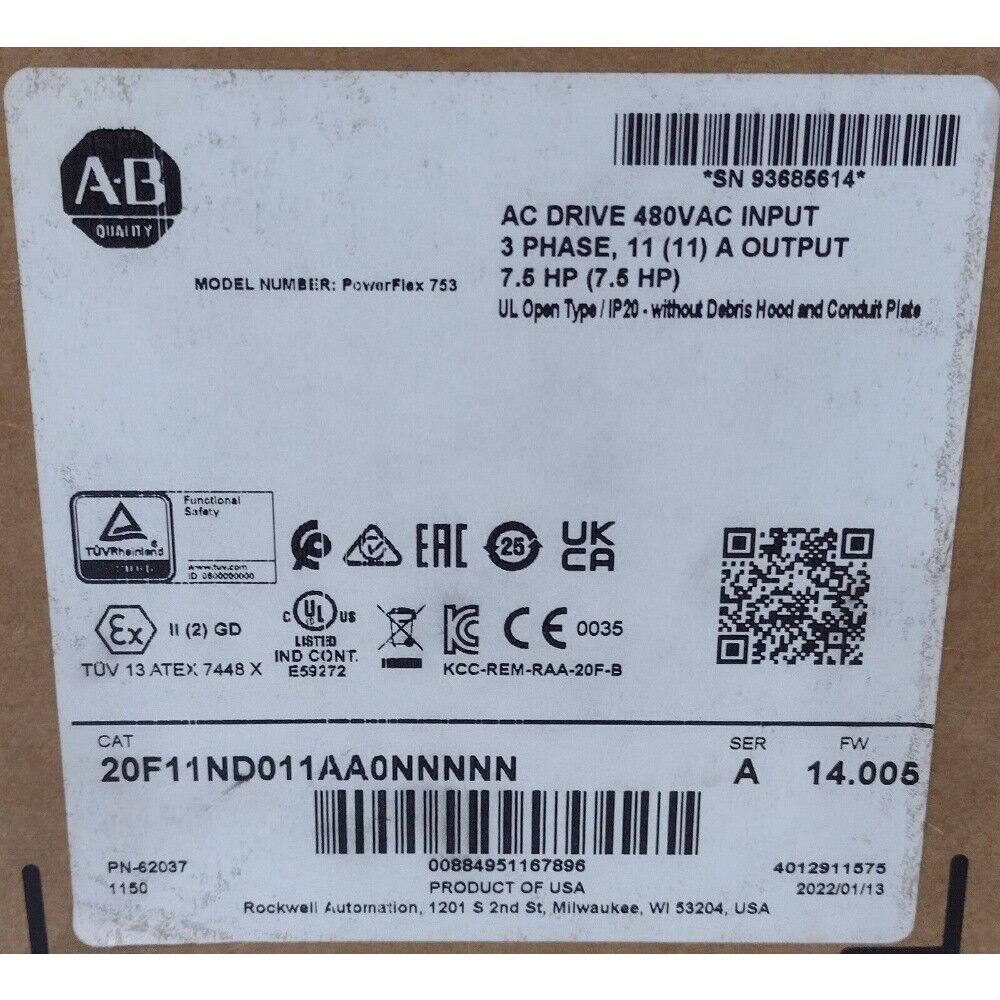 A-B
QUALITY
*SN 93685614*
AC DRIVE 480VAC INPUT
3 PHASE, 11 (11) A OUTPUT
7.5 HP (7.5 HP)
MODEL NUMBER: PowerFlex 753
UL Open Type / IP20 - without Debris Hood and Conduit Plate
Functional
Safety
TÜVRheinland®
www.tuv.com
ID 0600000000
EAC
25
UK
CA
Ex
II (2) GD
TÜV 13 ATEX 7448 X
C UL US
LISTED
IND CONT.
E59272
KC
KCC-REM-RAA-20F-B
CE 0035
CAT
20F11ND011AA0NNNNN
SER
A
FW
14.005
PN-62037
1150
00884951167896
PRODUCT OF USA
4012911575
2022/01/13
Rockwell Automation, 1201 S 2nd St, Milwaukee, WI 53204, USA